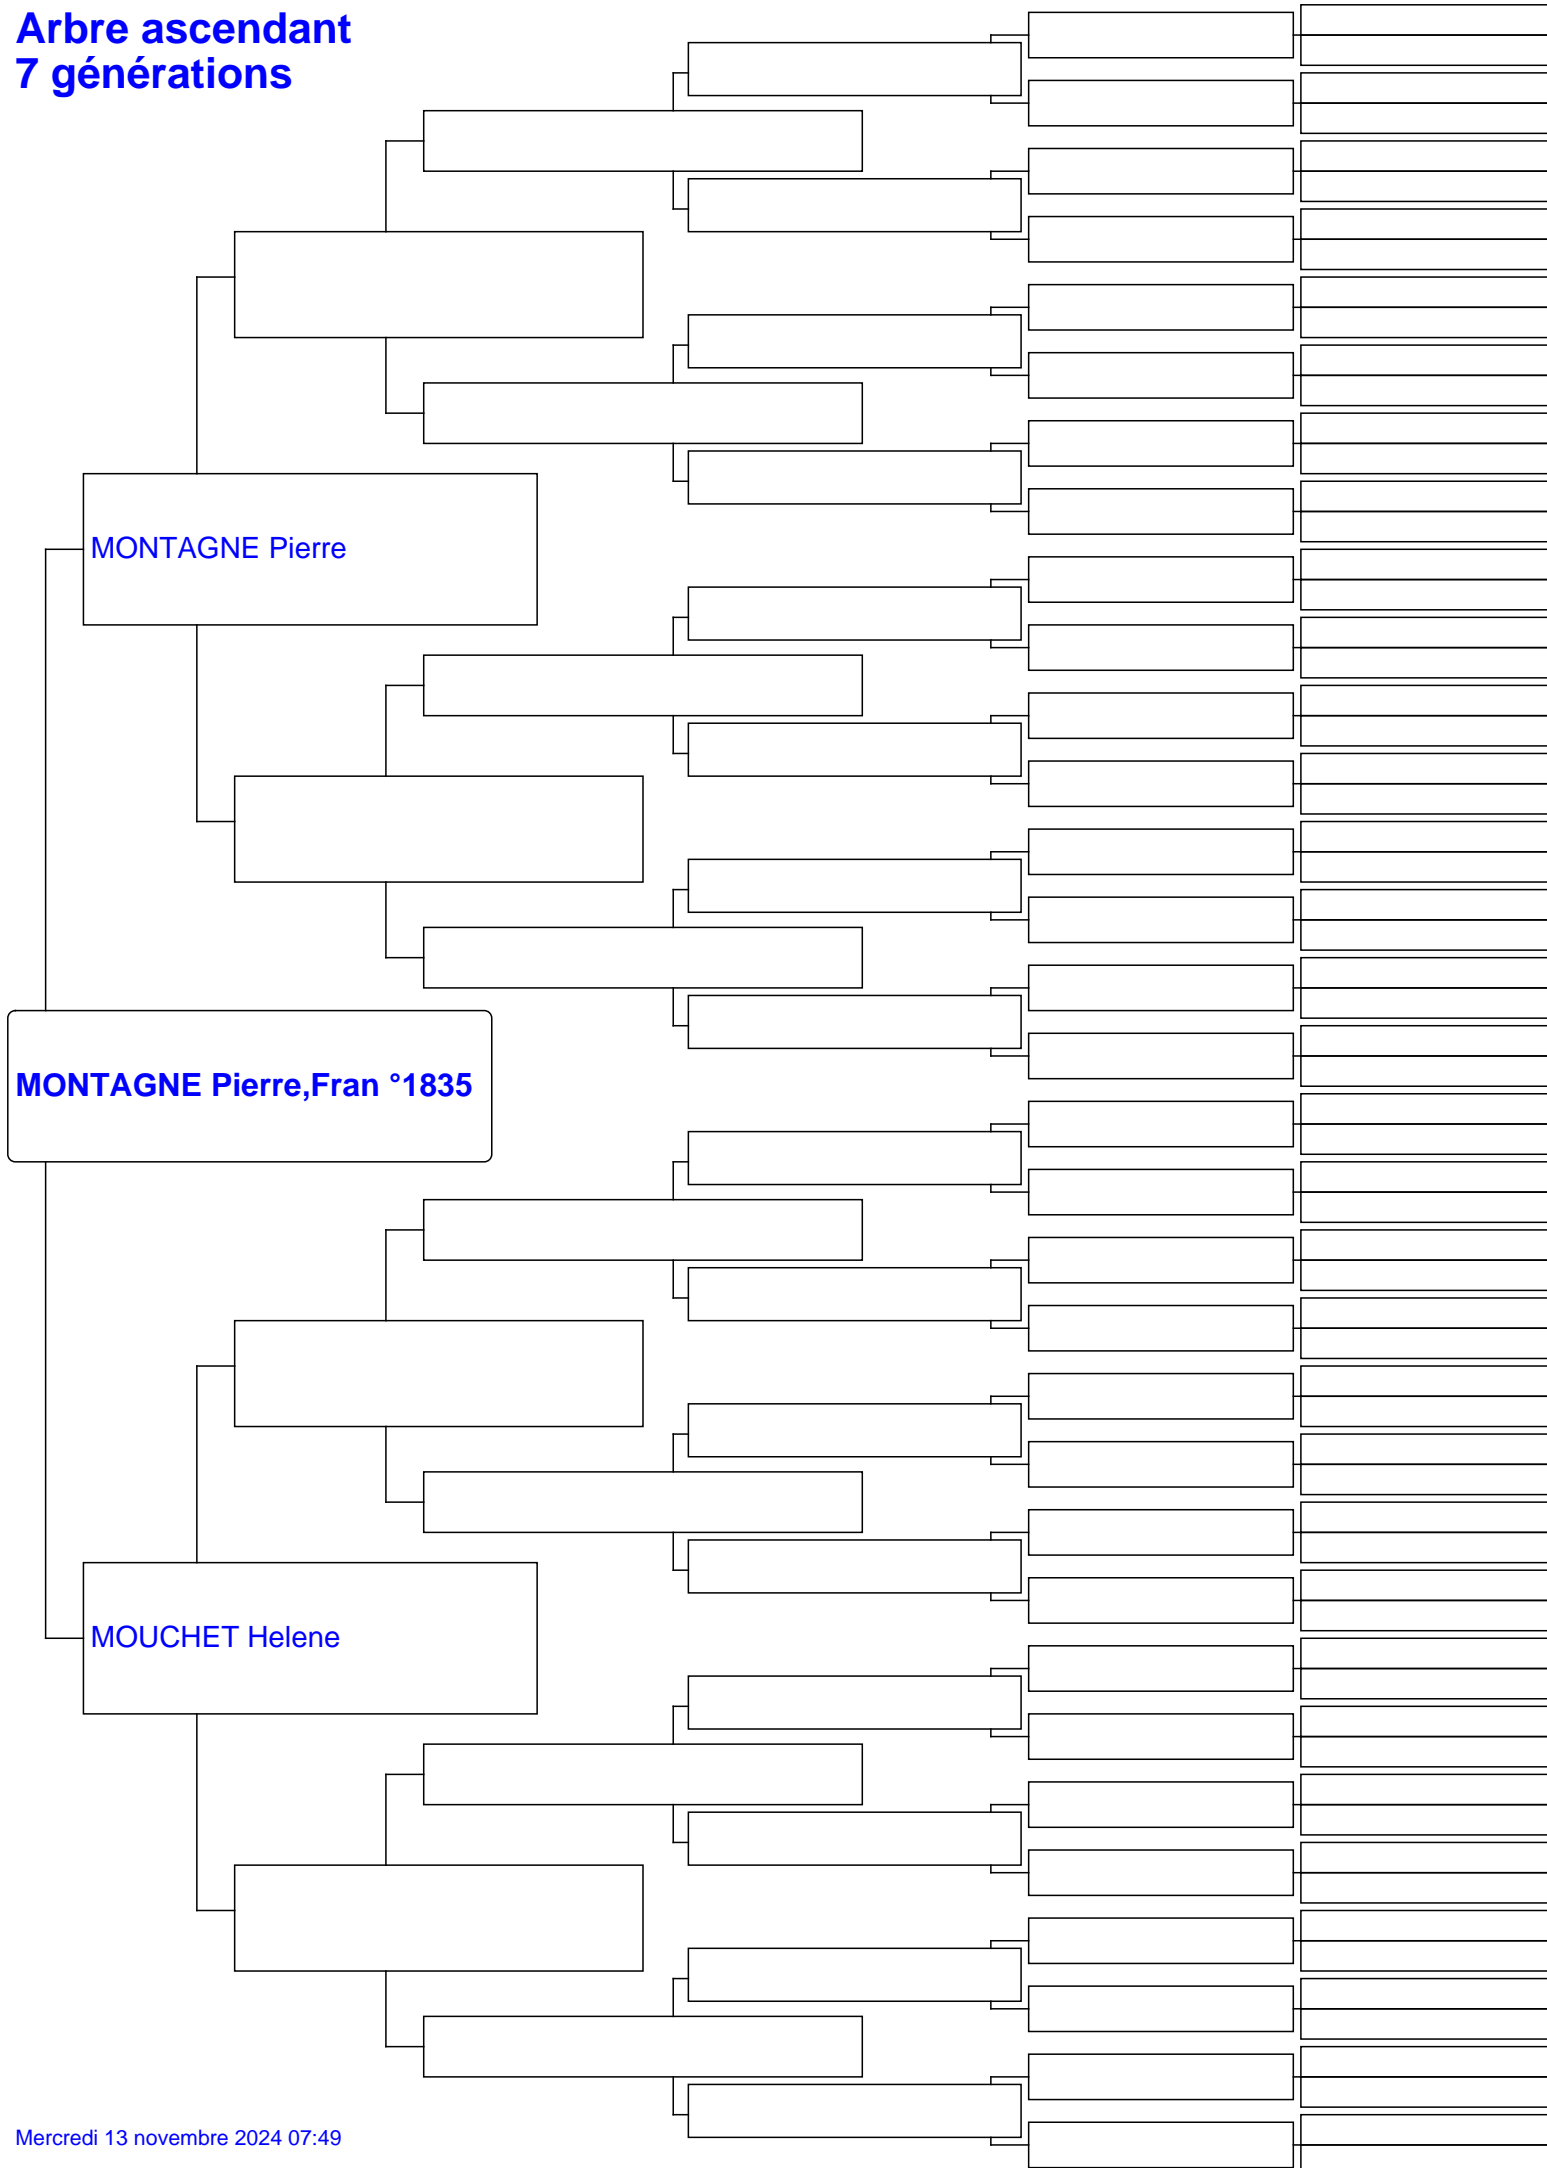 Arbre ascendant
7 générations
MONTAGNE Pierre
MONTAGNE Pierre,Fran °1835
MOUCHET Helene
Mercredi 13 novembre 2024 07:49